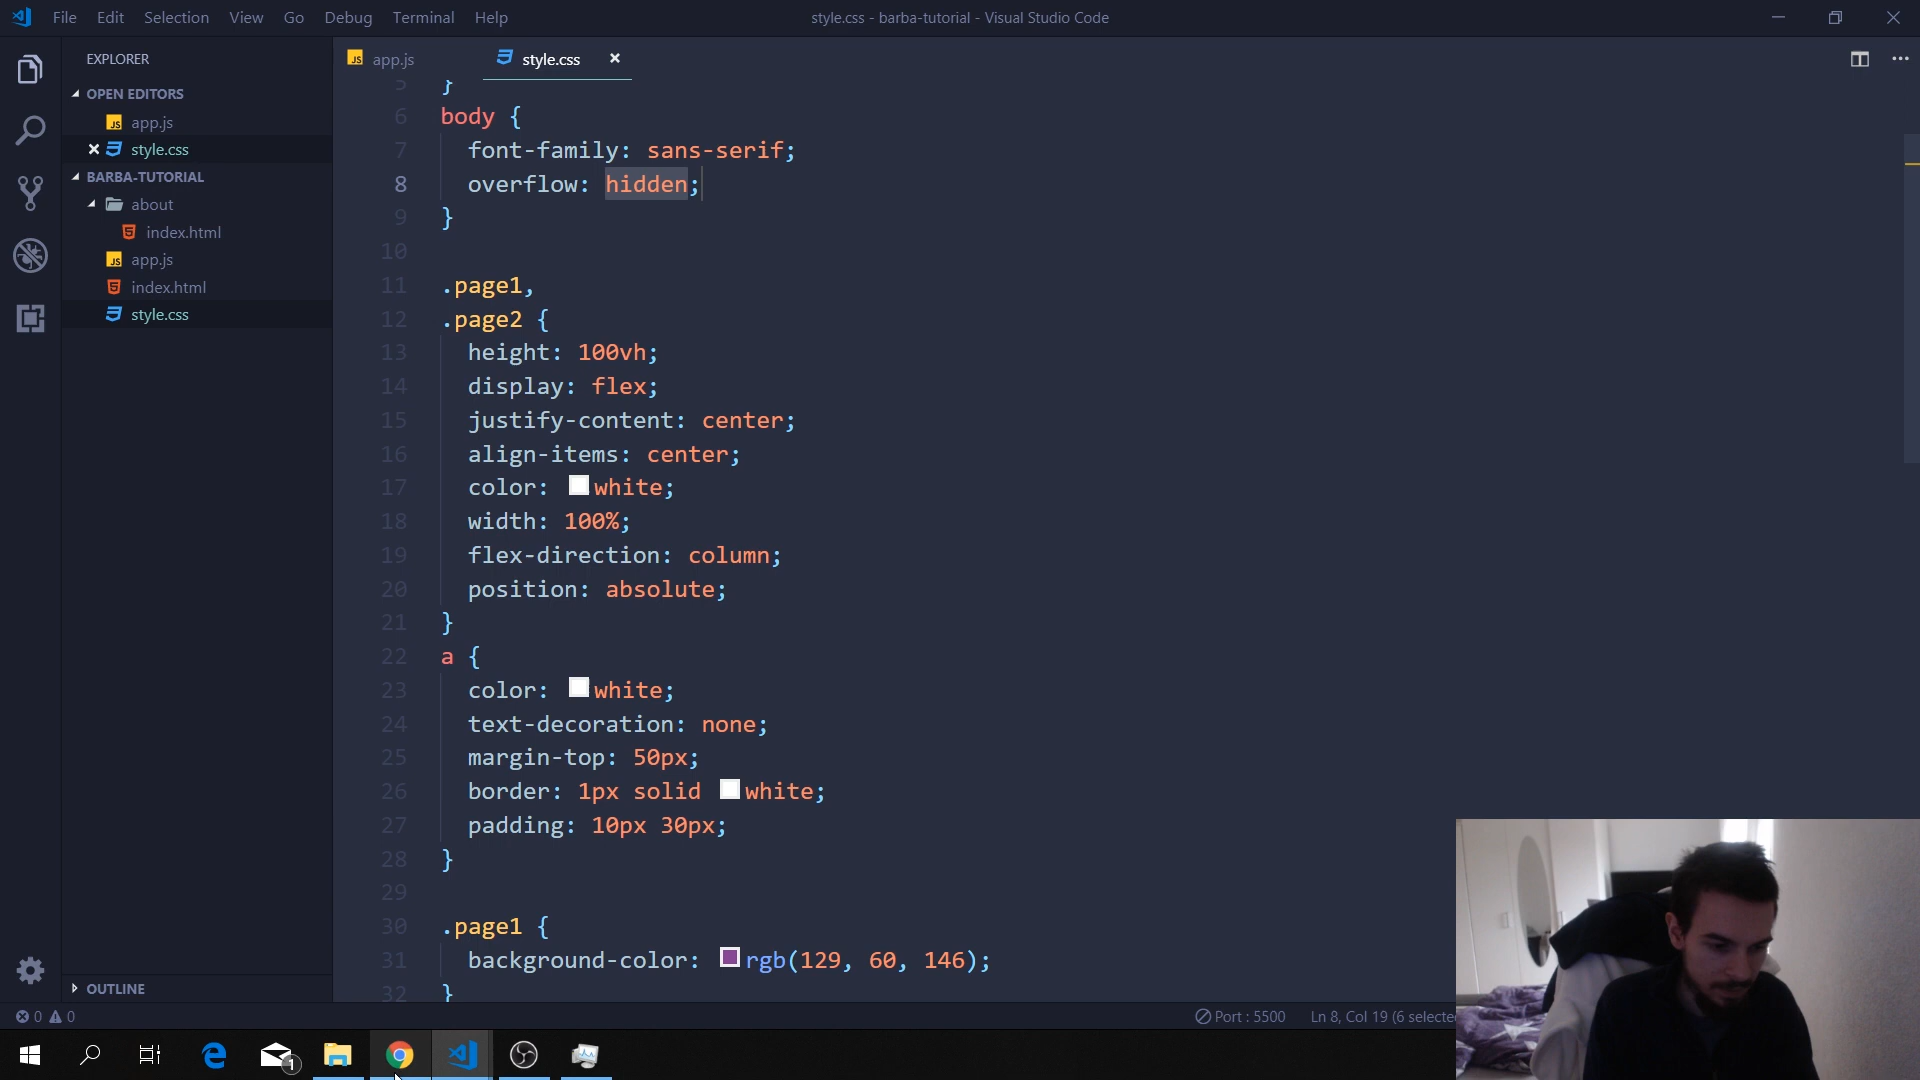 File Edit Selection View Go Debug Terminal Help
style.css - barba-tutorial - Visual Studio Code
EXPLORER
OPEN EDITORS
app.js
style.css
BARBA-TUTORIAL
about
index.html
app.js
index.html
style.css
OUTLINE
app.js
style.css
5 }
6 body {
7 font-family: sans-serif;
8 overflow: hidden;
9 }
10
11 .page1,
12 .page2 {
13 height: 100vh;
14 display: flex;
15 justify-content: center;
16 align-items: center;
17 color: white;
18 width: 100%;
19 flex-direction: column;
20 position: absolute;
21 }
22 a {
23 color: white;
24 text-decoration: none;
25 margin-top: 50px;
26 border: 1px solid white;
27 padding: 10px 30px;
28 }
29
30 .page1 {
31 background-color: rgb(129, 60, 146);
32 }
0 0
Port : 5500 Ln 8, Col 19 (6 selecte
1